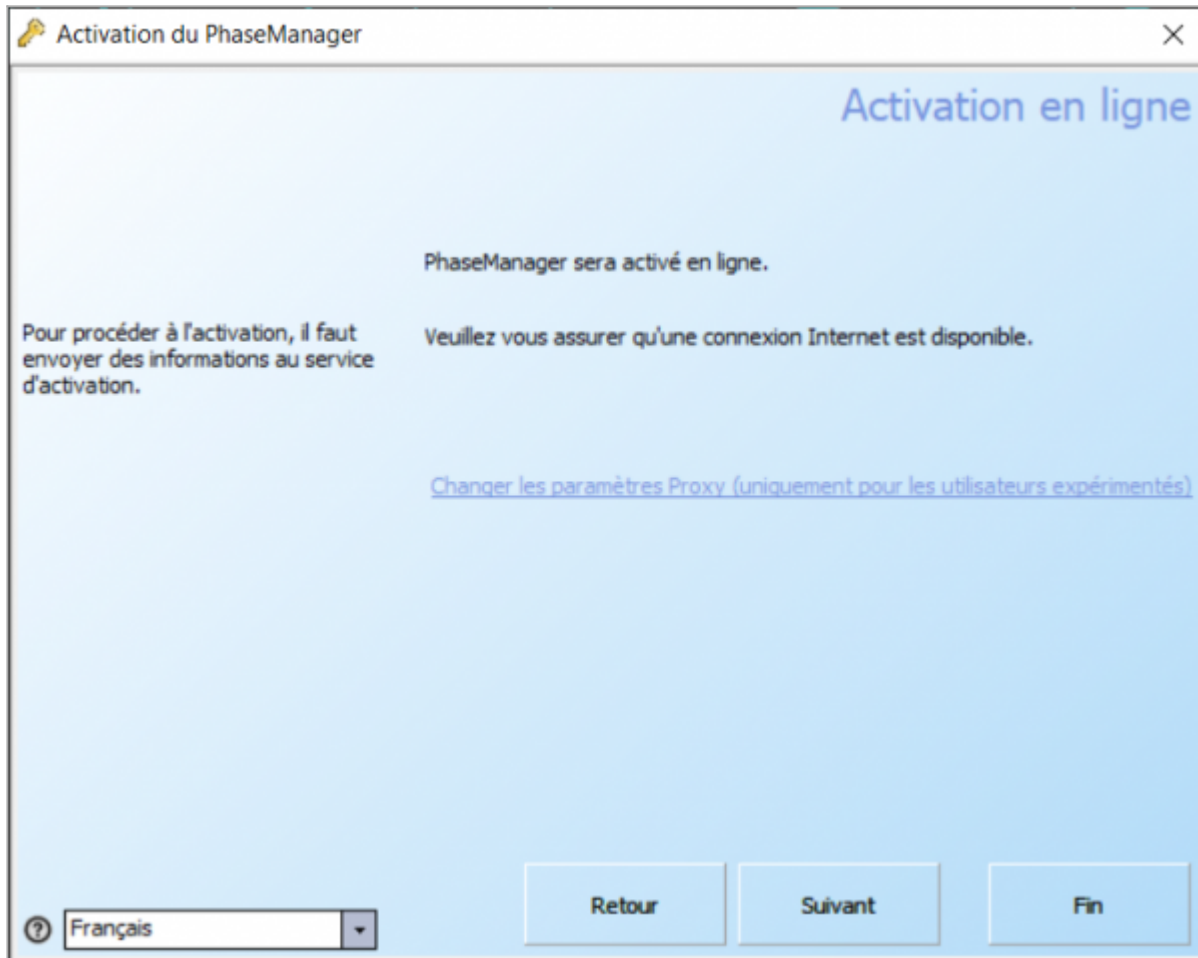 Activation du PhaseManager
Activation en ligne
PhaseManager sera activé en ligne.
Pour procéder à l'activation, il faut
envoyer des informations au service
d'activation.
Veuillez vous assurer qu'une connexion Internet est disponible.
Changer les paramètres Proxy (uniquement pour les utilisateurs expérimentés)
Retour
Suivant
Fin
Français